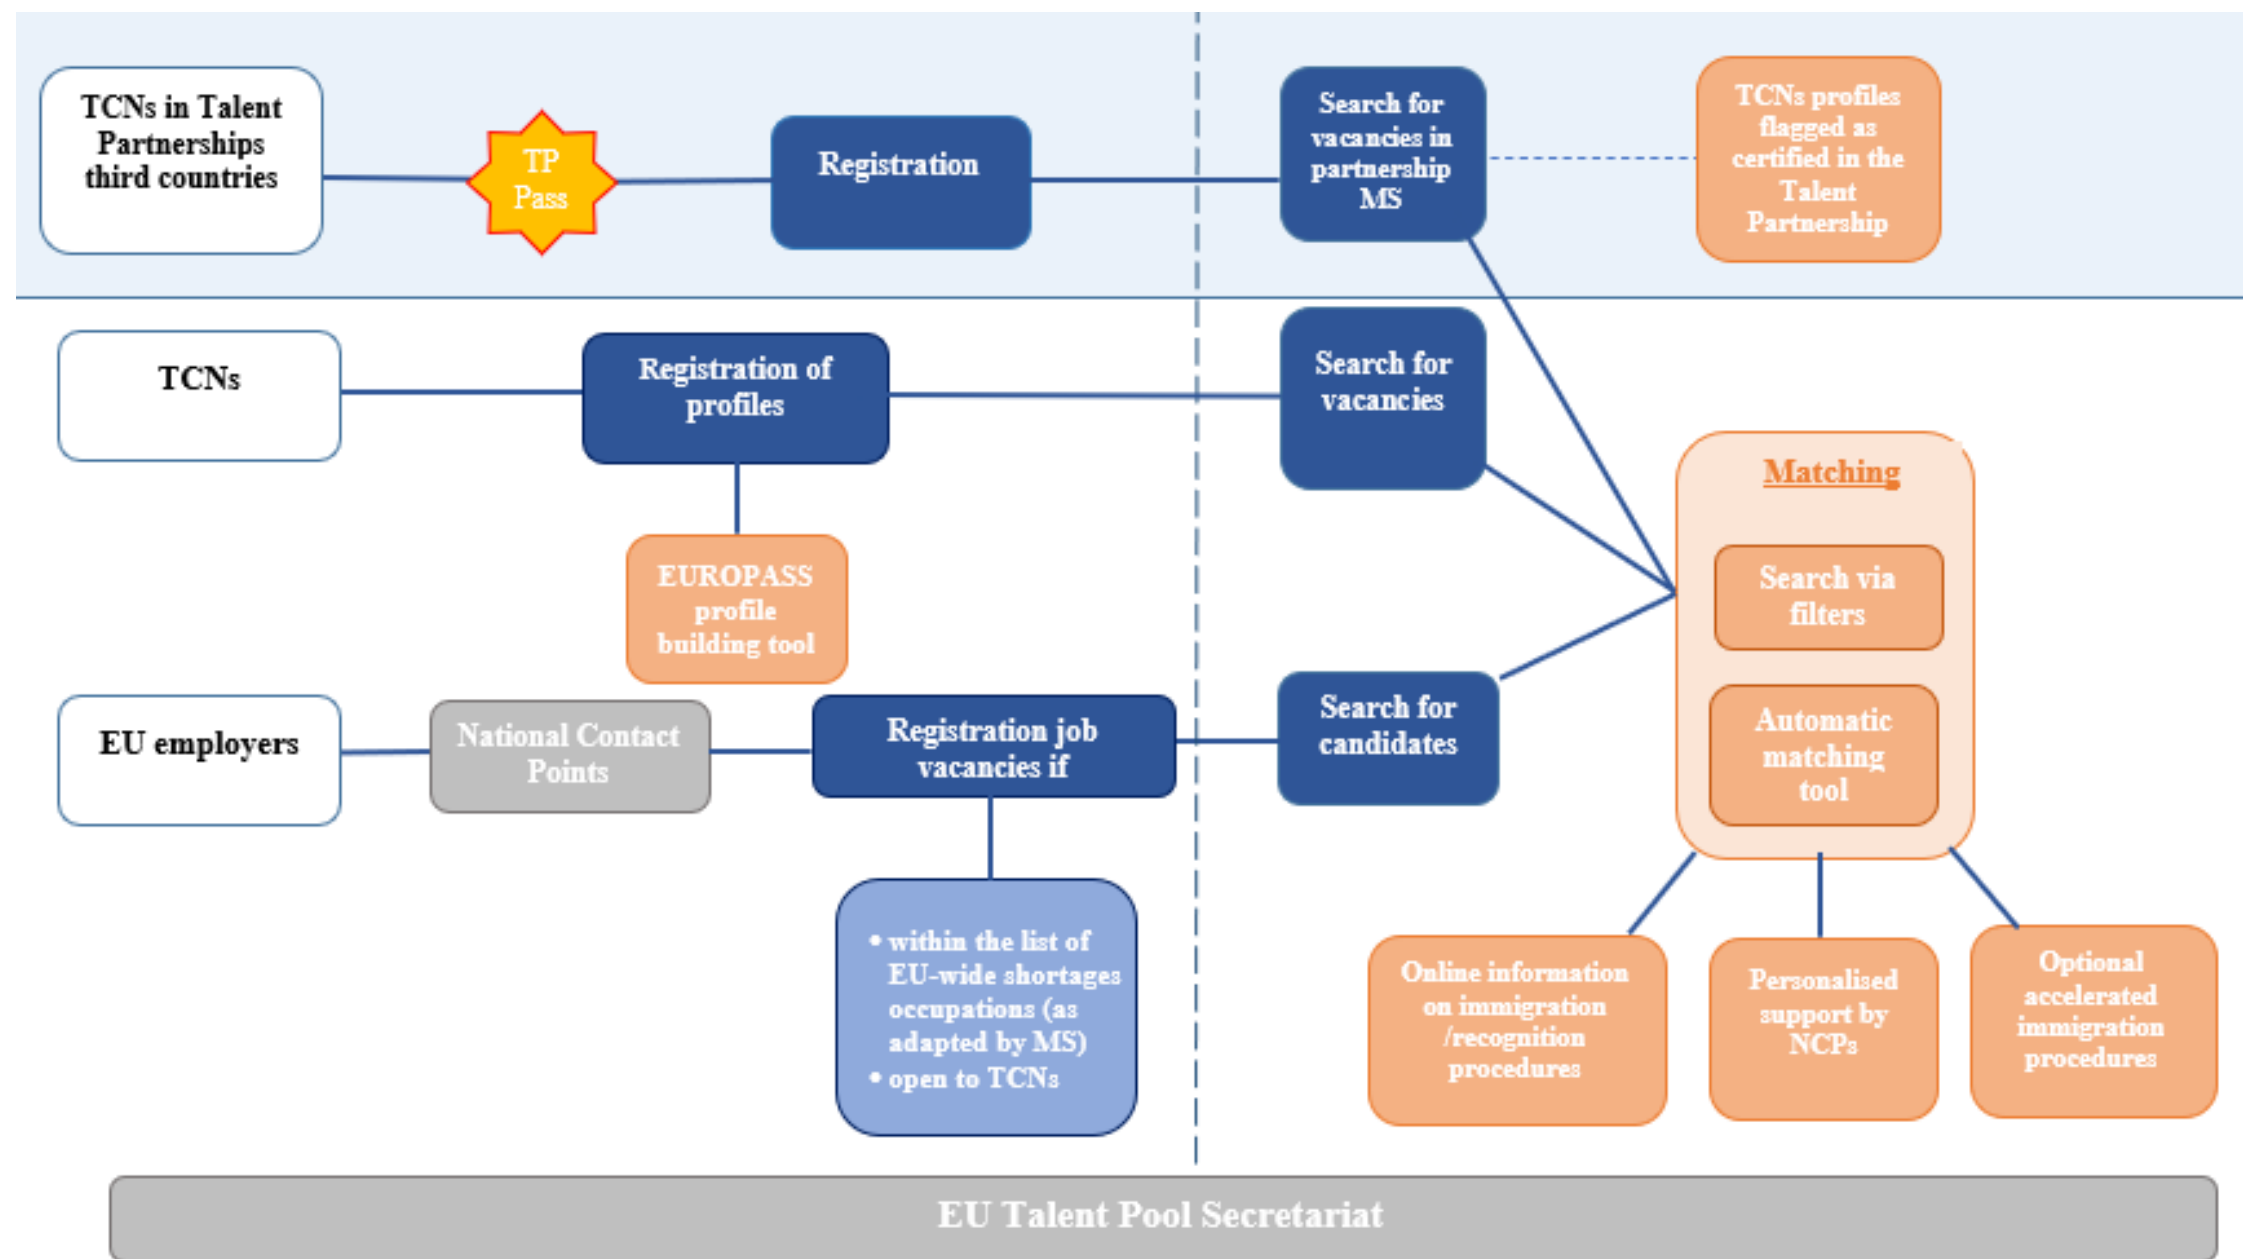 TCNs in Talent
Partnerships
third countries
TP
Pass
Registration
Search for
vacancies in
partnership
MS
TCNs profiles
flagged as
certified in the
Talent
Partnership
TCNs
Registration of
profiles
Search for
vacancies
EUROPASS
profile
building tool
Matching
Search via
filters
Automatic
matching
tool
EU employers
National Contact
Points
Registration job
vacancies if
Search for
candidates
• within the list of
EU-wide shortages
occupations (as
adapted by MS)
• open to TCNs
Online information
on immigration
/recognition
procedures
Personalised
support by
NCPs
Optional
accelerated
immigration
procedures
EU Talent Pool Secretariat